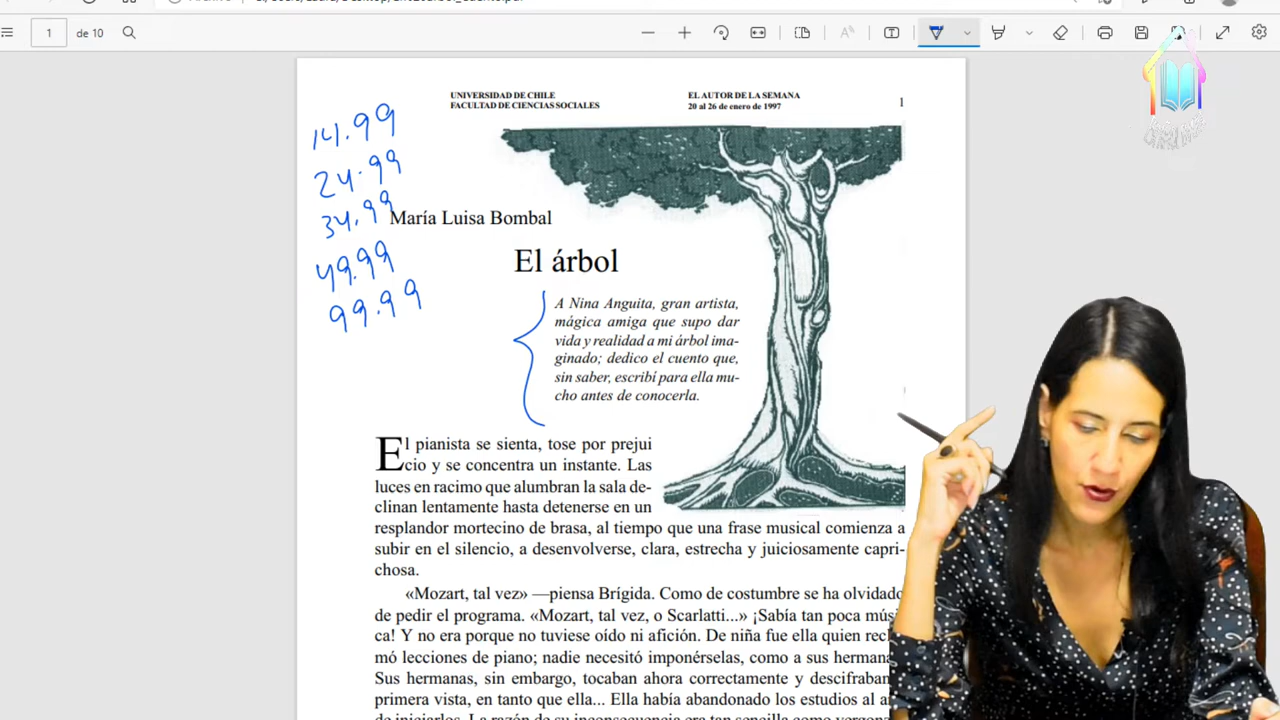 1 de 10
UNIVERSIDAD DE CHILE
FACULTAD DE CIENCIAS SOCIALES
EL AUTOR DE LA SEMANA
20 al 26 de enero de 1997
1
14.99
24.99
34.99
49.99
99.99
María Luisa Bombal
El árbol
A Nina Anguita, gran artista,
mágica amiga que supo dar
vida y realidad a mi árbol ima-
ginado; dedico el cuento que,
sin saber, escribí para ella mu-
cho antes de conocerla.
El pianista se sienta, tose por prejui
cio y se concentra un instante. Las
luces en racimo que alumbran la sala de-
clinan lentamente hasta detenerse en un
resplandor mortecino de brasa, al tiempo que una frase musical comienza a
subir en el silencio, a desenvolverse, clara, estrecha y juiciosamente capri-
chosa.
«Mozart, tal vez» —piensa Brígida. Como de costumbre se ha olvidado
de pedir el programa. «Mozart, tal vez, o Scarlatti...» ¡Sabía tan poca músi
ca! Y no era porque no tuviese oído ni afición. De niña fue ella quien recl
mó lecciones de piano; nadie necesitó imponérselas, como a sus herman
Sus hermanas, sin embargo, tocaban ahora correctamente y descifraban
primera vista, en tanto que ella... Ella había abandonado los estudios al a